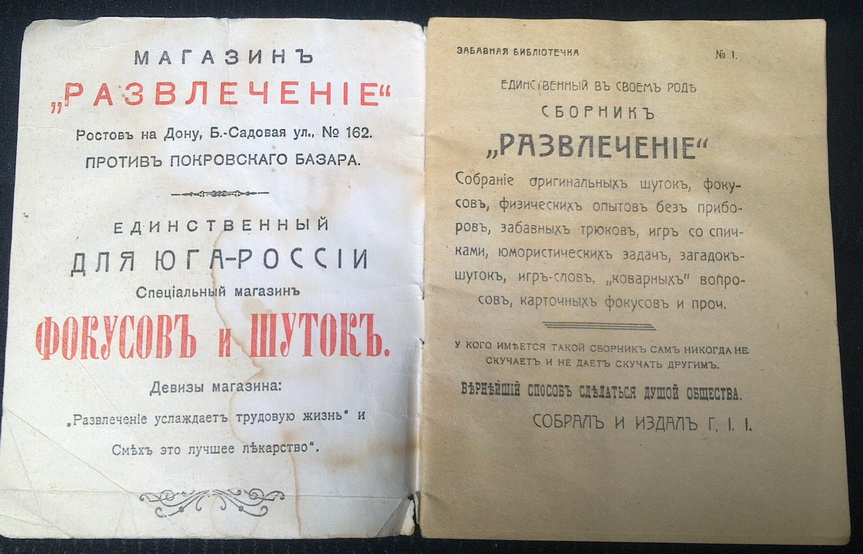 МАГАЗИНЪ
„РАЗВЛЕЧЕНІЕ“
Ростовъ на Дону, Б.-Садовая ул., № 162.
ПРОТИВЪ ПОКРОВСКАГО БАЗАРА.
ЕДИНСТВЕННЫЙ
ДЛЯ ЮГА-РОССІИ
Спеціальный магазинъ
ФОКУСОВЪ и ШУТОКЪ.
Девизы магазина:
„Развлеченіе услаждаетъ трудовую жизнь“ и
Смѣхъ это лучшее лѣкарство“.
ЗАБАВНАЯ БИБЛІОТЕЧКА № 1.
ЕДИНСТВЕННЫЙ ВЪ СВОЕМЪ РОДѢ
СБОРНИКЪ
„РАЗВЛЕЧЕНІЕ“
Собраніе оригинальныхъ шутокъ, фоку-
совъ, физическихъ опытовъ безъ прибо-
ровъ, забавныхъ трюковъ, игръ со спич-
ками, юмористическихъ задачъ, загадокъ-
шутокъ, игръ-словъ, „коварныхъ“ вопро-
совъ, карточныхъ фокусовъ и проч.
У КОГО ИМѢЕТСЯ ТАКОЙ СБОРНИКЪ САМЪ НИКОГДА НЕ
СКУЧАЕТЪ И НЕ ДАЕТЪ СКУЧАТЬ ДРУГИМЪ.
ВѢРНѢЙШІЙ СПОСОБЪ СДѢЛАТЬСЯ ДУШОЙ ОБЩЕСТВА.
СОБРАЛЪ И ИЗДАЛЪ Г. І. І.